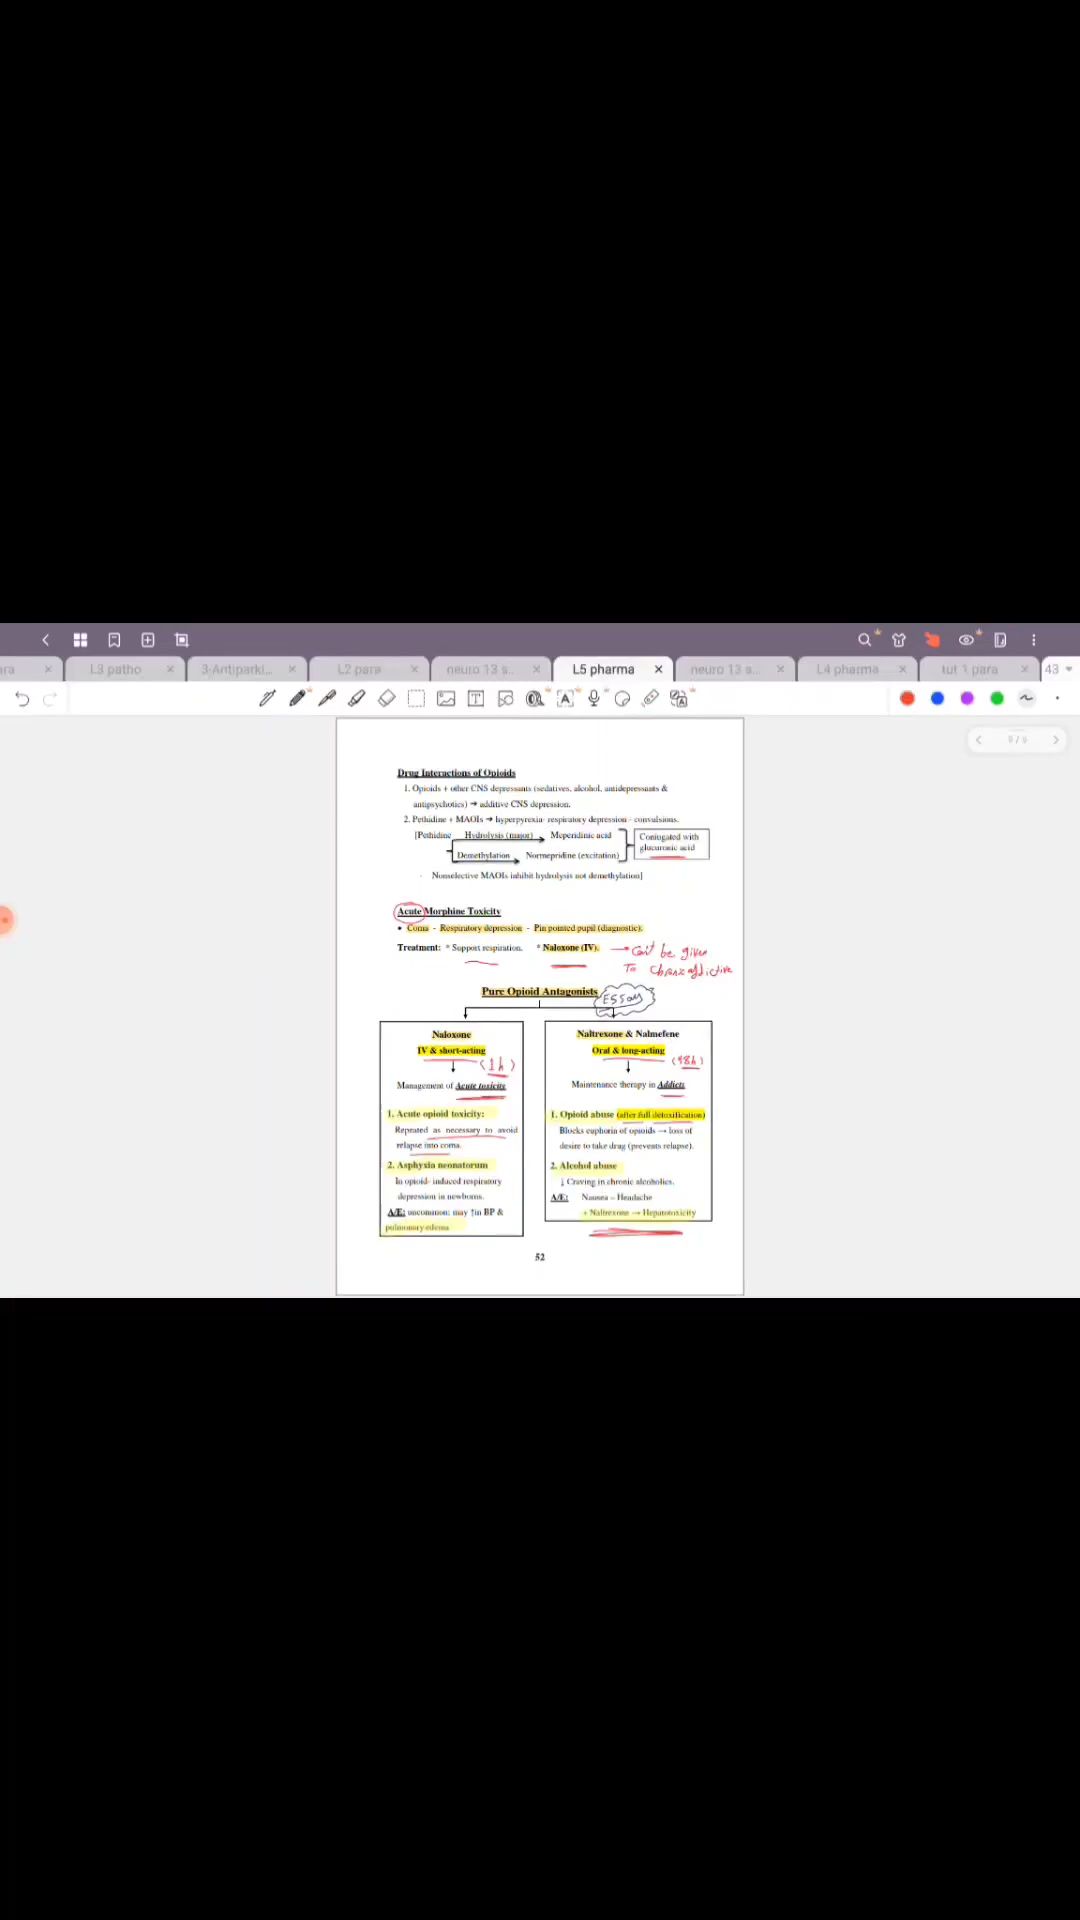 ara
L3 patho
3-Antiparki...
L2 para
neuro 13 s..
L5 pharma
neuro 13 s...
L4 pharma
tut 1 para
43
9 / 9
Drug Interactions of Opioids
1. Opioids + other CNS depressants (sedatives, alcohol, antidepressants &
antipsychotics) → additive CNS depression.
2. Pethidine + MAOIs → hyperpyrexia- respiratory depression - convulsions.
[Pethidine Hydrolysis (major) Meperidinic acid
Demethylation Normepridine (excitation)
Conjugated with
glucuronic acid
- Nonselective MAOIs inhibit hydrolysis not demethylation]
Acute Morphine Toxicity
• Coma - Respiratory depression - Pin pointed pupil (diagnostic).
Treatment: * Support respiration. * Naloxone (IV). → Can't be given
To
Pure Opioid Antagonists
ESSay
Naloxone
IV & short-acting
(1h)
Management of Acute toxicity
1. Acute opioid toxicity:
Repeated as necessary to avoid
relapse into coma.
2. Asphyxia neonatorum
In opioid- induced respiratory
depression in newborns.
A/E: uncommon; may ↑in BP &
pulmonary edema
Naltrexone & Nalmefene
Oral & long-acting
(48h)
Maintenance therapy in Addicts
1. Opioid abuse (after full detoxification)
Blocks euphoria of opioids → loss of
desire to take drug (prevents relapse).
2. Alcohol abuse
↓ Craving in chronic alcoholics.
A/E: Nausea – Headache
+ Naltrexone → Hepatotoxicity
52